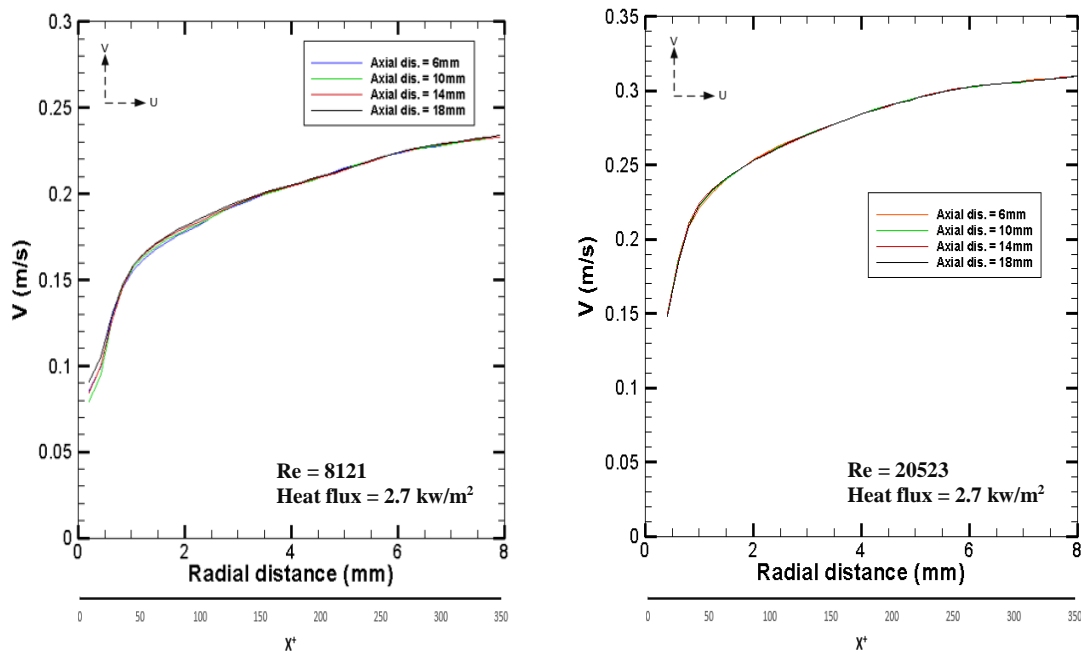 0.3
0.25
0.2
0.15
0.1
0.05
0
V (m/s)
V
U
Axial dis. = 6mm
Axial dis. = 10mm
Axial dis. = 14mm
Axial dis. = 18mm
Re = 8121
Heat flux = 2.7 kw/m²
0 2 4 6 8
Radial distance (mm)
0 50 100 150 200 250 300 350
X⁺
0.35
0.3
0.25
0.2
0.15
0.1
0.05
0
V (m/s)
V
U
Axial dis. = 6mm
Axial dis. = 10mm
Axial dis. = 14mm
Axial dis. = 18mm
Re = 20523
Heat flux = 2.7 kw/m²
0 2 4 6 8
Radial distance (mm)
0 50 100 150 200 250 300 350
X⁺